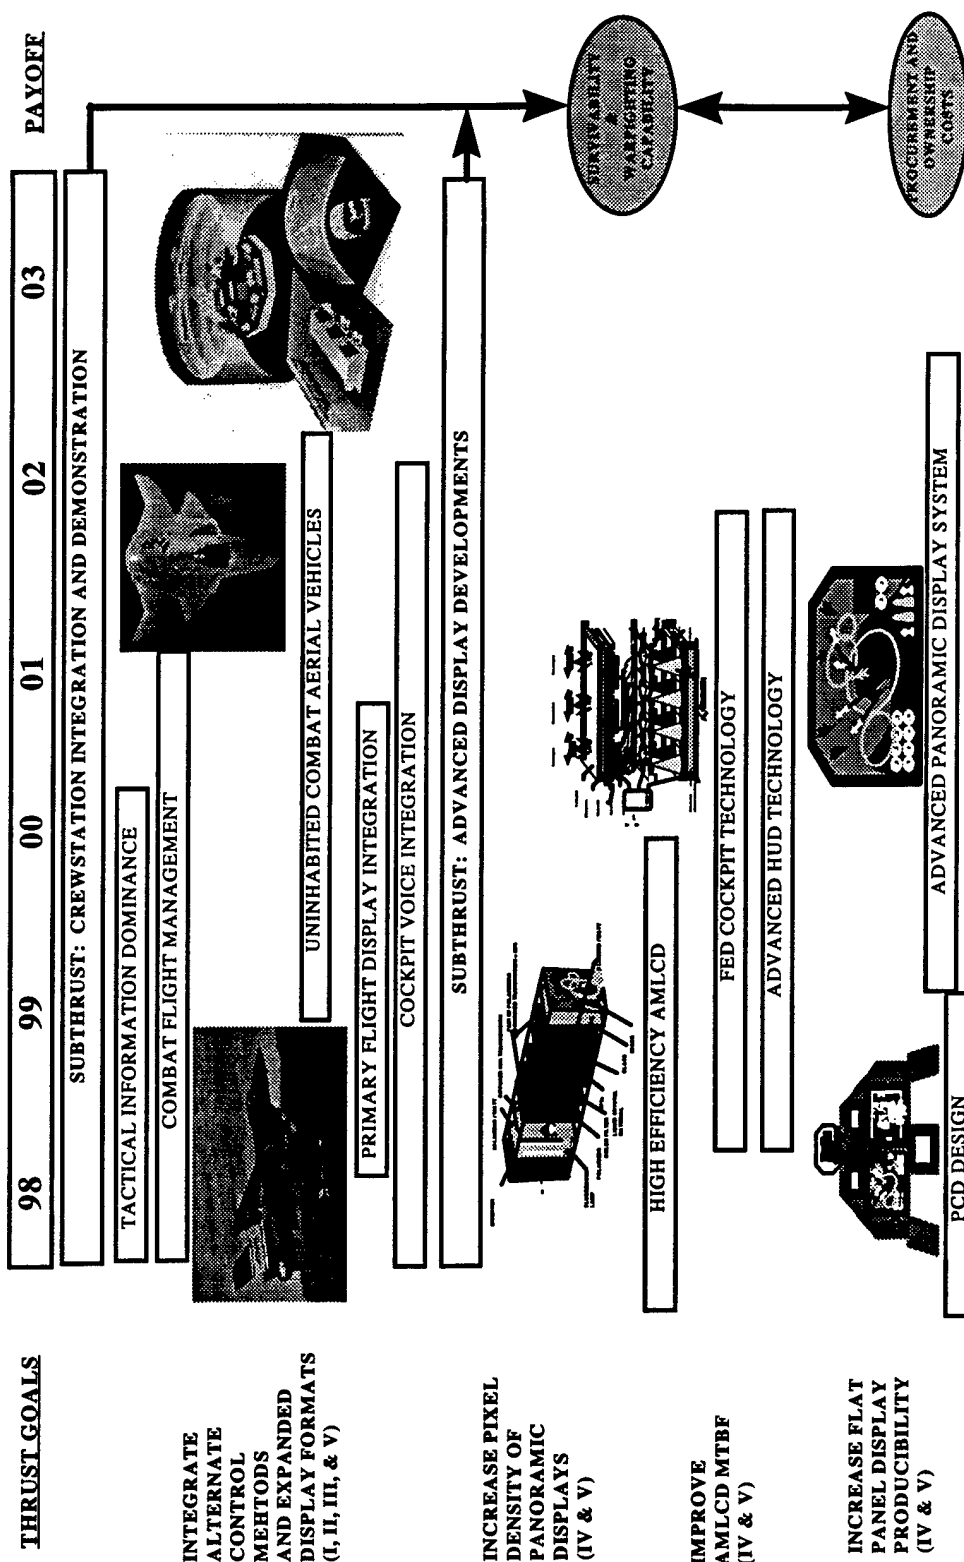 THRUST GOALS
98 99 00 01 02 03
PAYOFF
SUBTHRUST: CREWSTATION INTEGRATION AND DEMONSTRATION
INTEGRATE
ALTERNATE
CONTROL
MEHTODS
AND EXPANDED
DISPLAY FORMATS
(I, II, III, & V)
TACTICAL INFORMATION DOMINANCE
COMBAT FLIGHT MANAGEMENT
UNINHABITED COMBAT AERIAL VEHICLES
PRIMARY FLIGHT DISPLAY INTEGRATION
COCKPIT VOICE INTEGRATION
SUBTHRUST: ADVANCED DISPLAY DEVELOPMENTS
INCREASE PIXEL
DENSITY OF
PANORAMIC
DISPLAYS
(IV & V)
SURVIVABILITY
&
WARFIGHTING
CAPABILITY
HIGH EFFICIENCY AMLCD
IMPROVE
AMLCD MTBF
(IV & V)
FED COCKPIT TECHNOLOGY
ADVANCED HUD TECHNOLOGY
INCREASE FLAT
PANEL DISPLAY
PRODUCIBILITY
(IV & V)
PROCUREMENT AND
OWNERSHIP
COSTS
ADVANCED PANORAMIC DISPLAY SYSTEM
PCD DESIGN